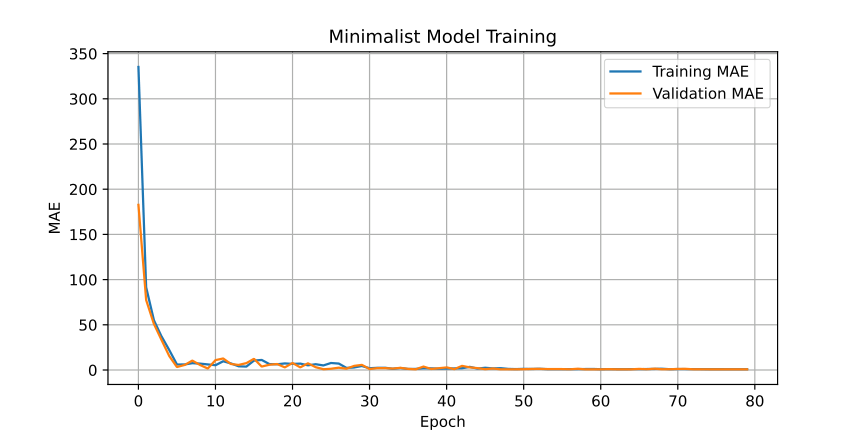 Minimalist Model Training
350
300
250
200
150
100
50
0
MAE
Training MAE
Validation MAE
0 10 20 30 40 50 60 70 80
Epoch